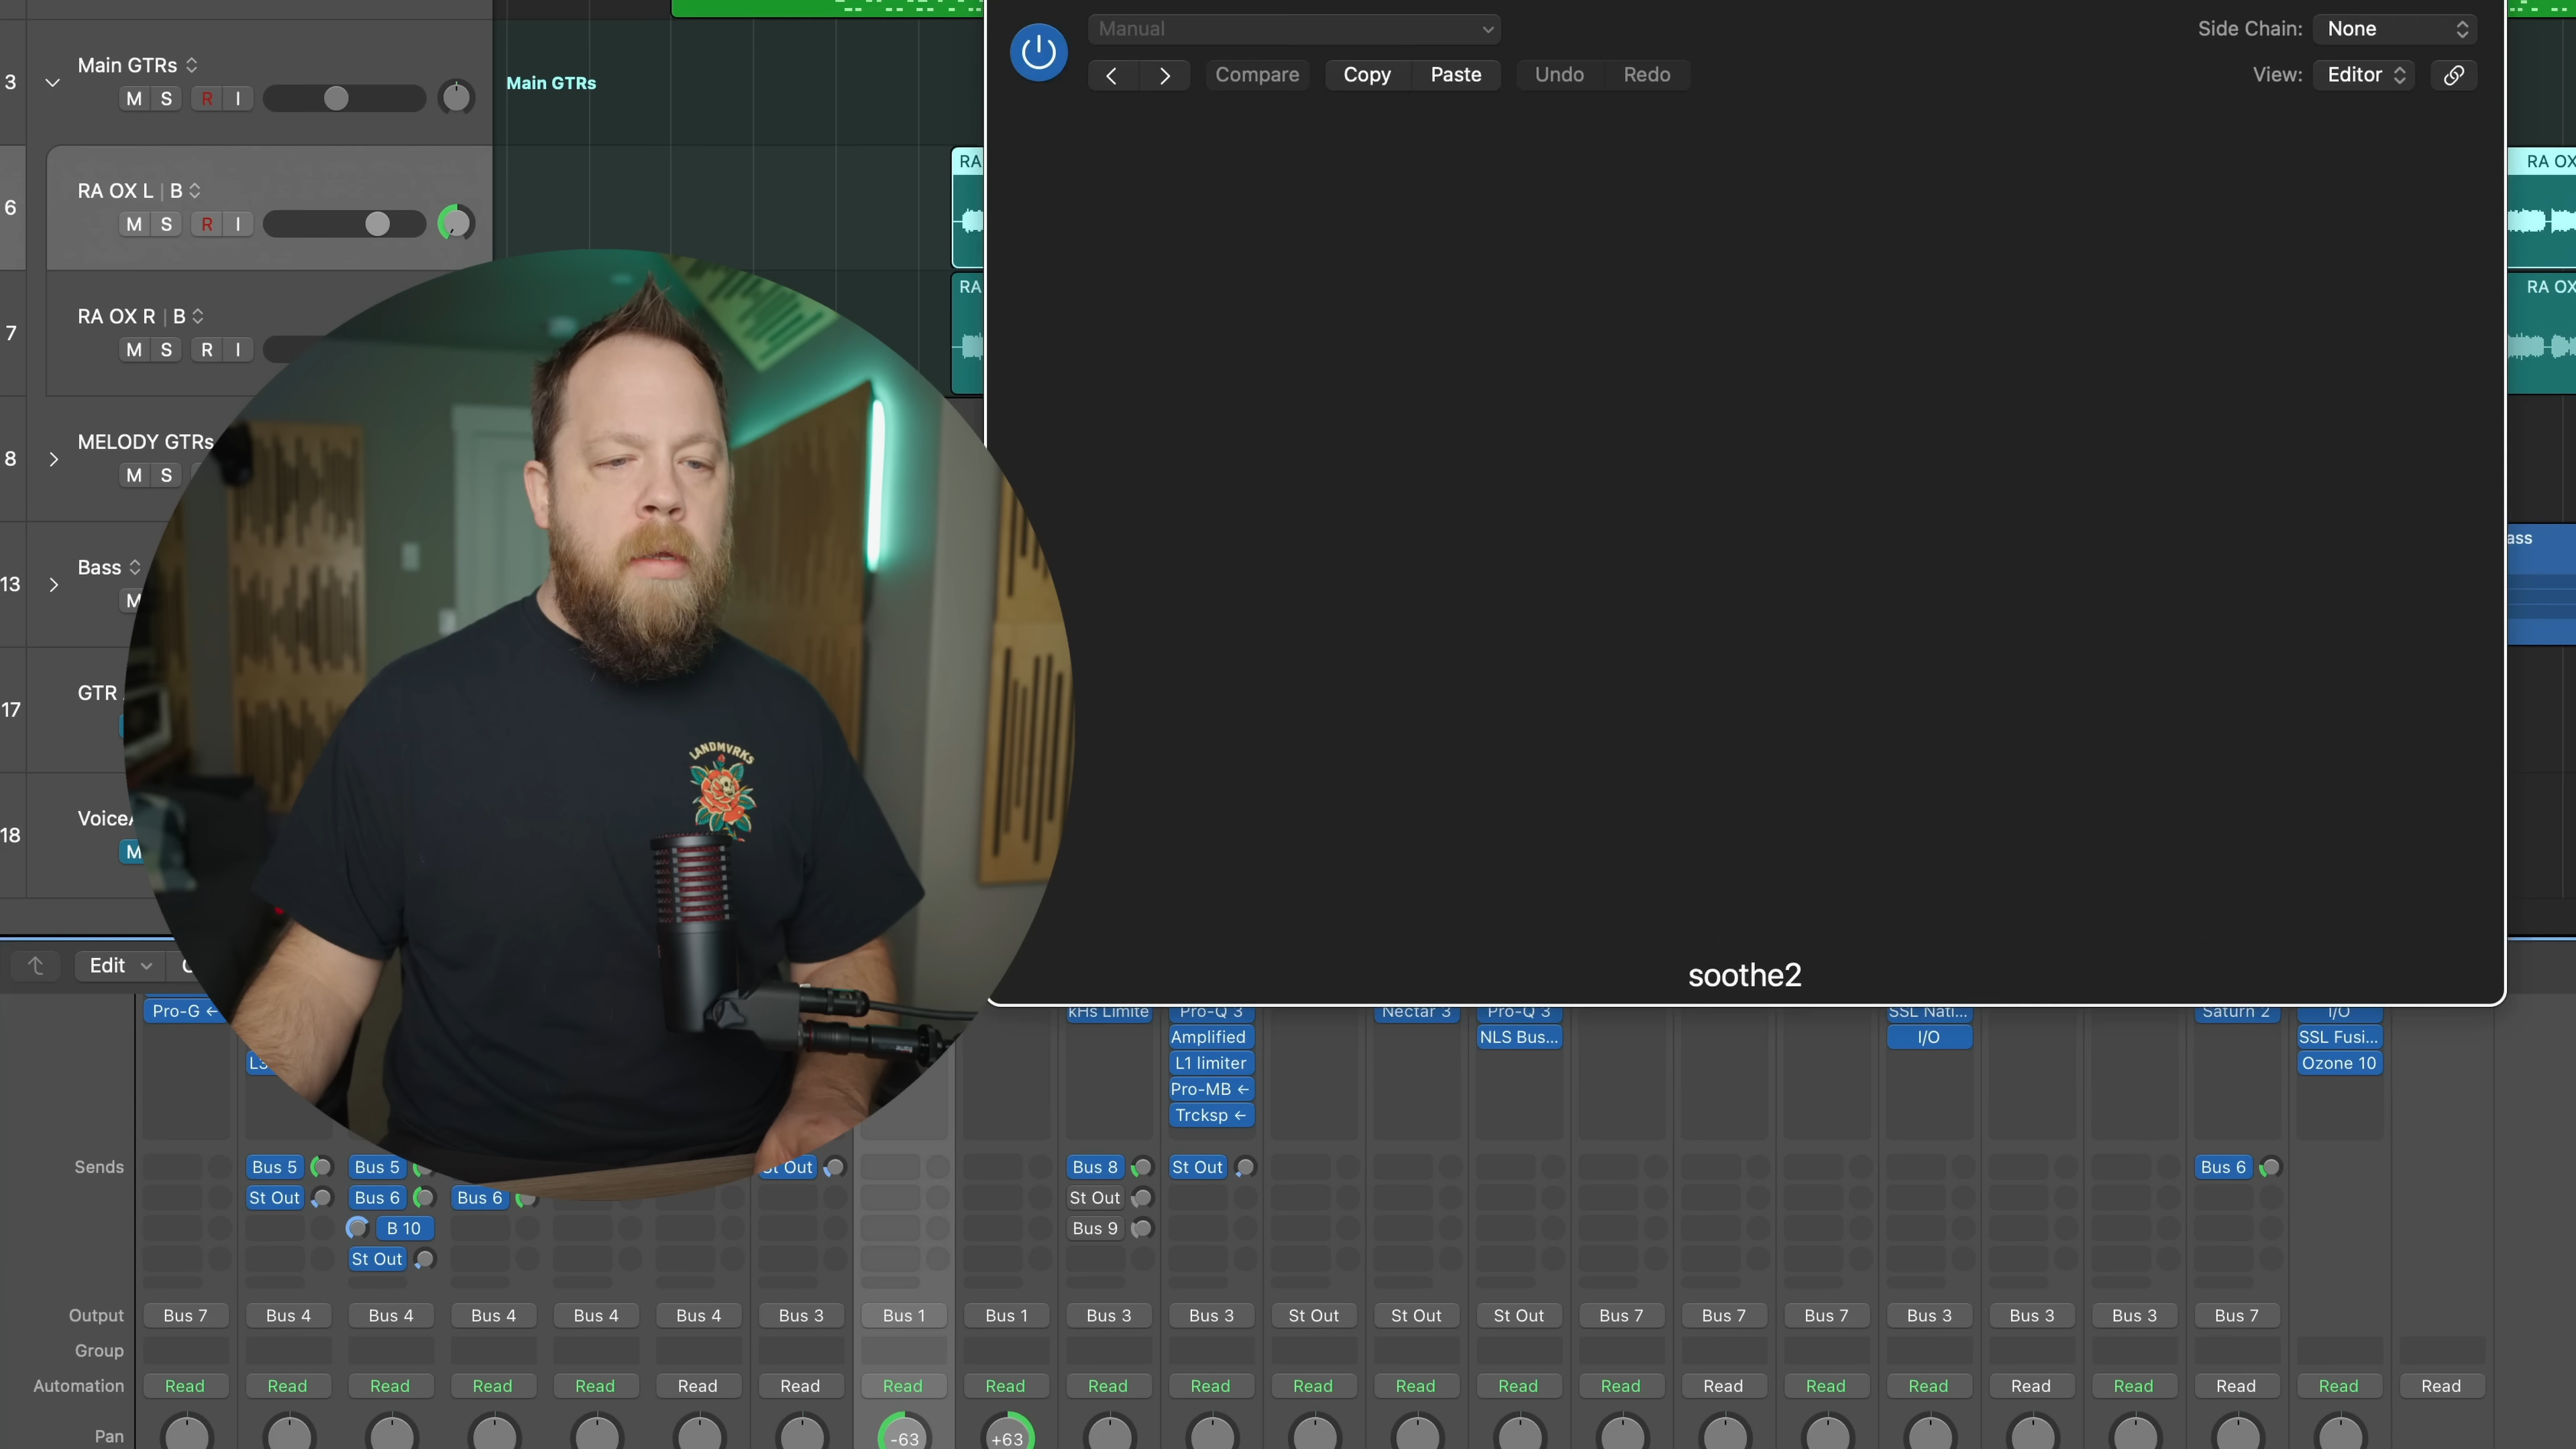 Manual
Side Chain: None
Compare Copy Paste Undo Redo
View: Editor
3 Main GTRs
M S R I
Main GTRs
6 RA OX L | B
M S R I
RA
RA OX
7 RA OX R | B
M S R I
RA
RA OX
8 MELODY GTRs
M S
13 Bass
M
ass
17 GTR
18 Voice
M
LANDMVRKS
Edit
soothe2
Pro-G ←
kHs Limite
Pro-Q 3
Nectar 3
Pro-Q 3
SSL Nati...
Saturn 2
I/O
Amplified
NLS Bus...
I/O
SSL Fusi...
L3
L1 limiter
Ozone 10
Pro-MB ←
Trcksp ←
Sends Bus 5 Bus 5 St Out Bus 8 St Out Bus 6
St Out Bus 6 Bus 6 St Out
B 10 Bus 9
St Out
Output Bus 7 Bus 4 Bus 4 Bus 4 Bus 4 Bus 4 Bus 3 Bus 1 Bus 1 Bus 3 Bus 3 St Out St Out St Out Bus 7 Bus 7 Bus 7 Bus 3 Bus 3 Bus 3 Bus 7
Group
Automation Read Read Read Read Read Read Read Read Read Read Read Read Read Read Read Read Read Read Read Read Read Read Read
Pan -63 +63